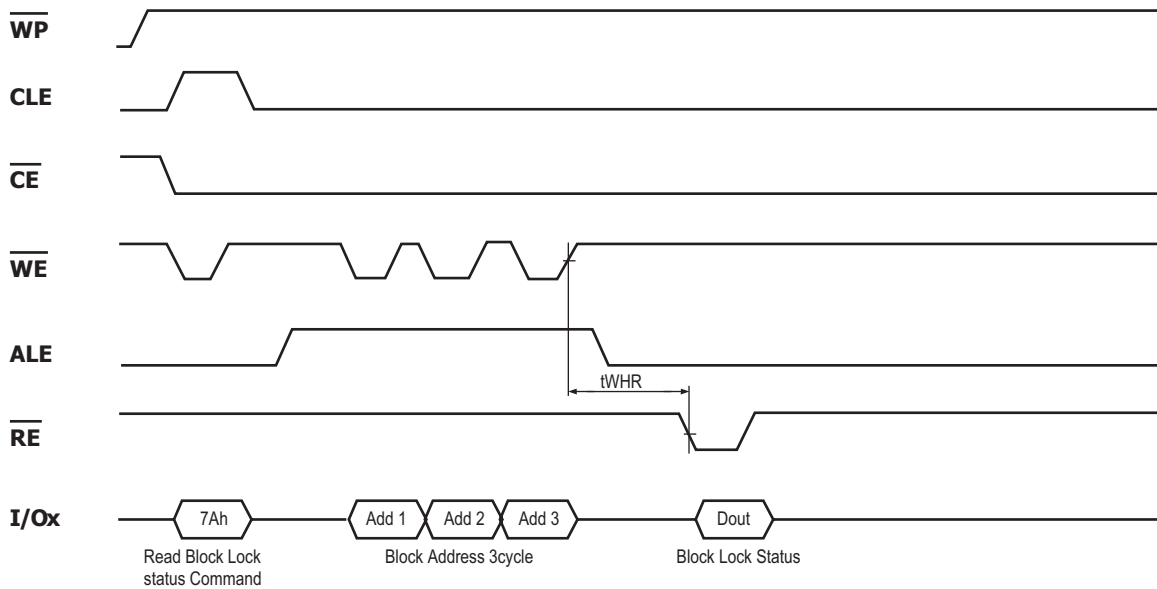 WP
CLE
CE
WE
ALE
tWHR
RE
I/Ox
7Ah
Add 1
Add 2
Add 3
Dout
Read Block Lock
status Command
Block Address 3cycle
Block Lock Status